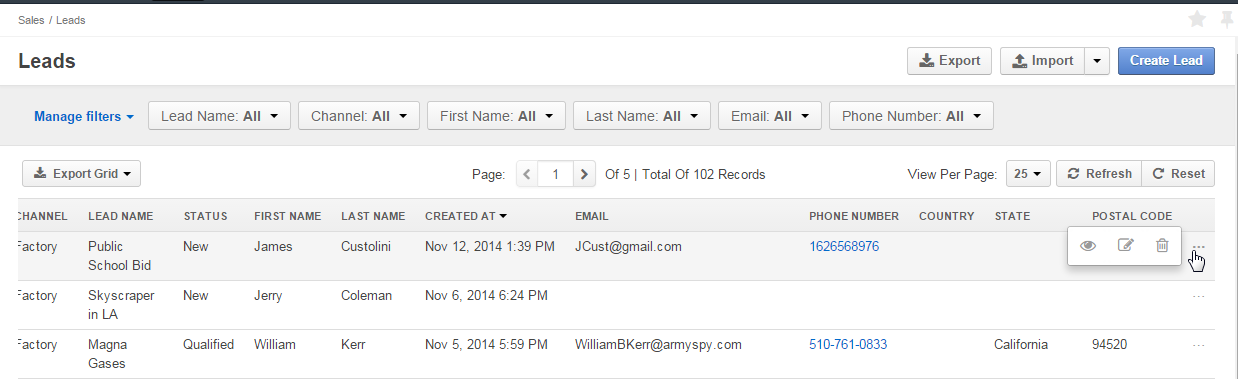 Sales / Leads
Leads
Export
Import
Create Lead
Manage filters
Lead Name: All
Channel: All
First Name: All
Last Name: All
Email: All
Phone Number: All
Export Grid
Page: 1 Of 5 | Total Of 102 Records
View Per Page: 25
Refresh
Reset
CHANNEL LEAD NAME STATUS FIRST NAME LAST NAME CREATED AT EMAIL PHONE NUMBER COUNTRY STATE POSTAL CODE
Factory Public New James Custolini Nov 12, 2014 1:39 PM JCust@gmail.com 1626568976 ...
School Bid
Factory Skyscraper New Jerry Coleman Nov 6, 2014 6:24 PM ...
in LA
Factory Magna Qualified William Kerr Nov 5, 2014 5:59 PM WilliamBKerr@armyspy.com 510-761-0833 California 94520 ...
Gases